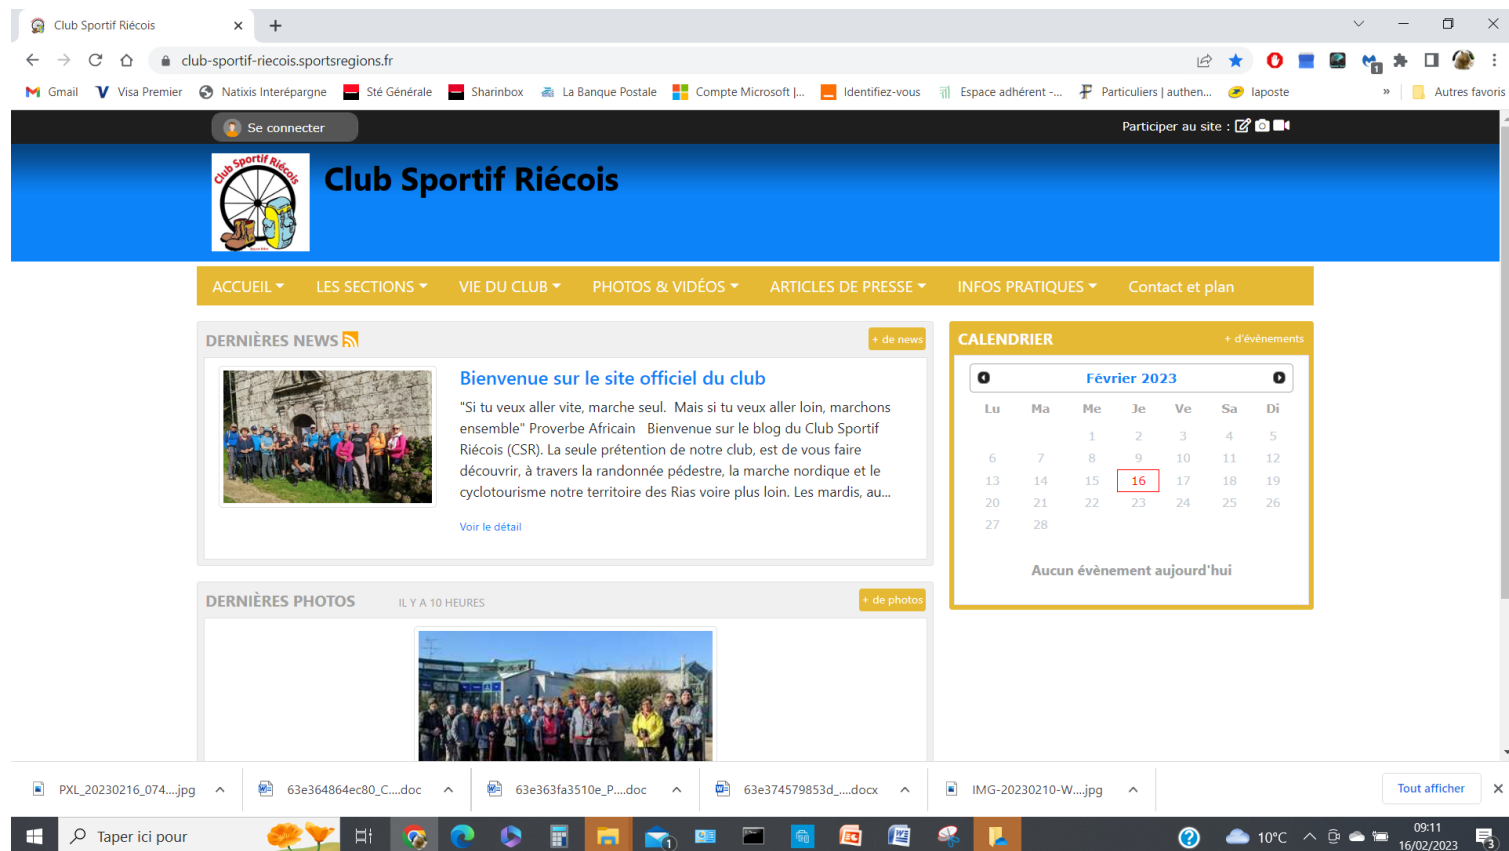 Club Sportif Riécois
club-sportif-riecois.sportsregions.fr
1
Gmail Visa Premier Natixis Interépargne Sté Générale Sharinbox La Banque Postale Compte Microsoft |... Identifiez-vous Espace adhérent -... Particuliers | authen... laposte » Autres favoris
Se connecter Participer au site :
Club Sportif Riécois
Club Sportif Riécois
ACCUEIL LES SECTIONS VIE DU CLUB PHOTOS & VIDÉOS ARTICLES DE PRESSE INFOS PRATIQUES Contact et plan
DERNIÈRES NEWS + de news
Bienvenue sur le site officiel du club
"Si tu veux aller vite, marche seul. Mais si tu veux aller loin, marchons
ensemble" Proverbe Africain Bienvenue sur le blog du Club Sportif
Riécois (CSR). La seule prétention de notre club, est de vous faire
découvrir, à travers la randonnée pédestre, la marche nordique et le
cyclotourisme notre territoire des Rias voire plus loin. Les mardis, au...
Voir le détail
CALENDRIER + d'évènements
Février 2023
Lu Ma Me Je Ve Sa Di
1 2 3 4 5
6 7 8 9 10 11 12
13 14 15 16 17 18 19
20 21 22 23 24 25 26
27 28
Aucun évènement aujourd'hui
DERNIÈRES PHOTOS IL Y A 10 HEURES + de photos
PXL_20230216_074....jpg 63e364864ec80_C....doc 63e363fa3510e_P....doc 63e374579853d_....docx IMG-20230210-W....jpg Tout afficher
Taper ici pour 1 10°C 09:11
16/02/2023 3